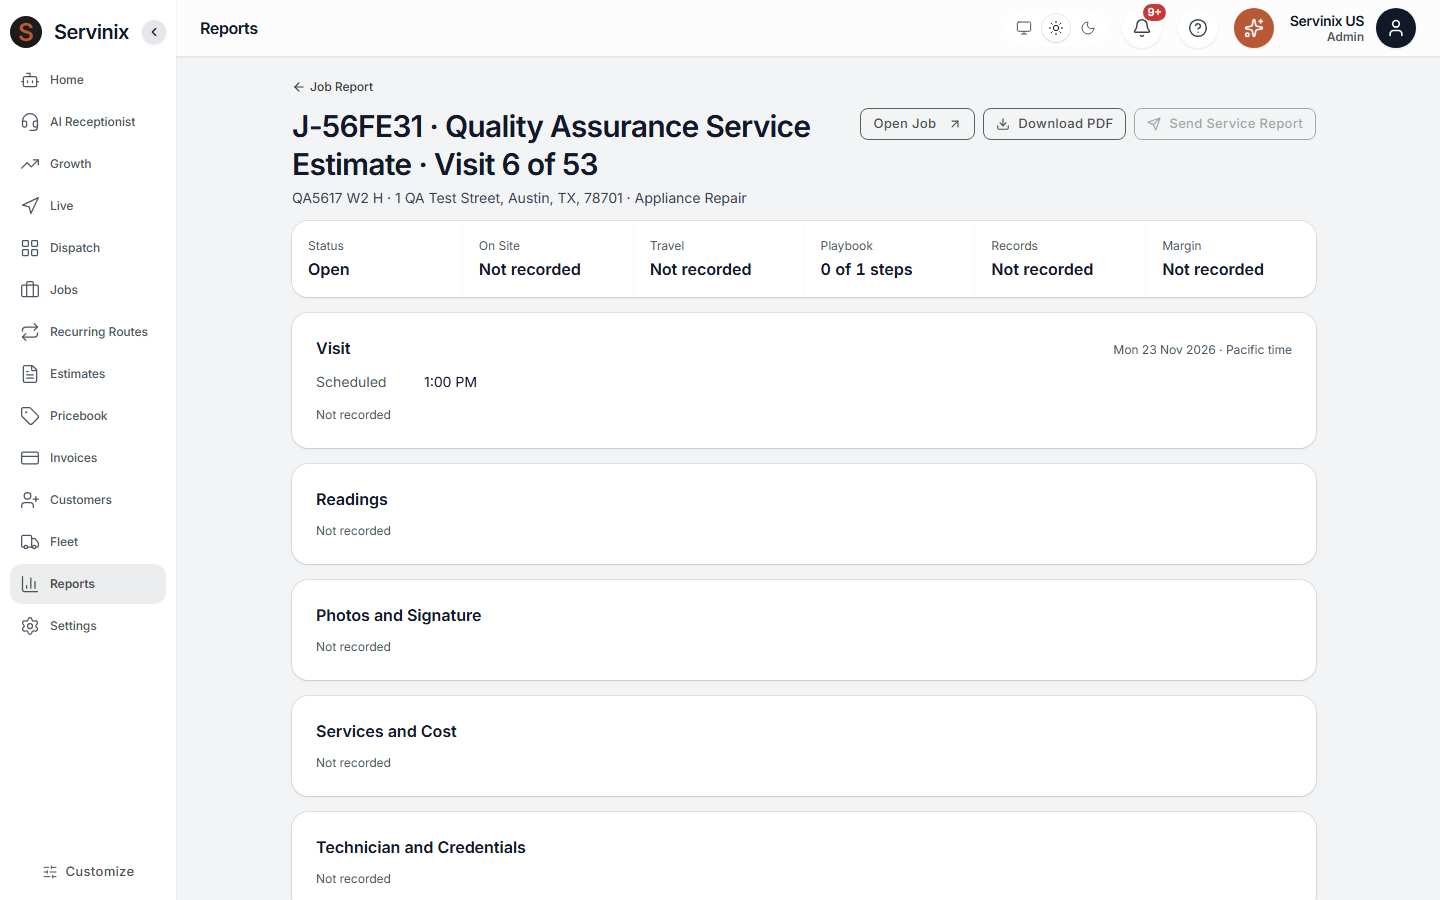 S Servinix
Home
AI Receptionist
Growth
Live
Dispatch
Jobs
Recurring Routes
Estimates
Pricebook
Invoices
Customers
Fleet
Reports
Settings
Customize
Reports
9+
Servinix US
Admin
Job Report
J-56FE31 · Quality Assurance Service
Estimate · Visit 6 of 53
Open Job
Download PDF
Send Service Report
QA5617 W2 H · 1 QA Test Street, Austin, TX, 78701 · Appliance Repair
Status
Open
On Site
Not recorded
Travel
Not recorded
Playbook
0 of 1 steps
Records
Not recorded
Margin
Not recorded
Visit
Mon 23 Nov 2026 · Pacific time
Scheduled 1:00 PM
Not recorded
Readings
Not recorded
Photos and Signature
Not recorded
Services and Cost
Not recorded
Technician and Credentials
Not recorded